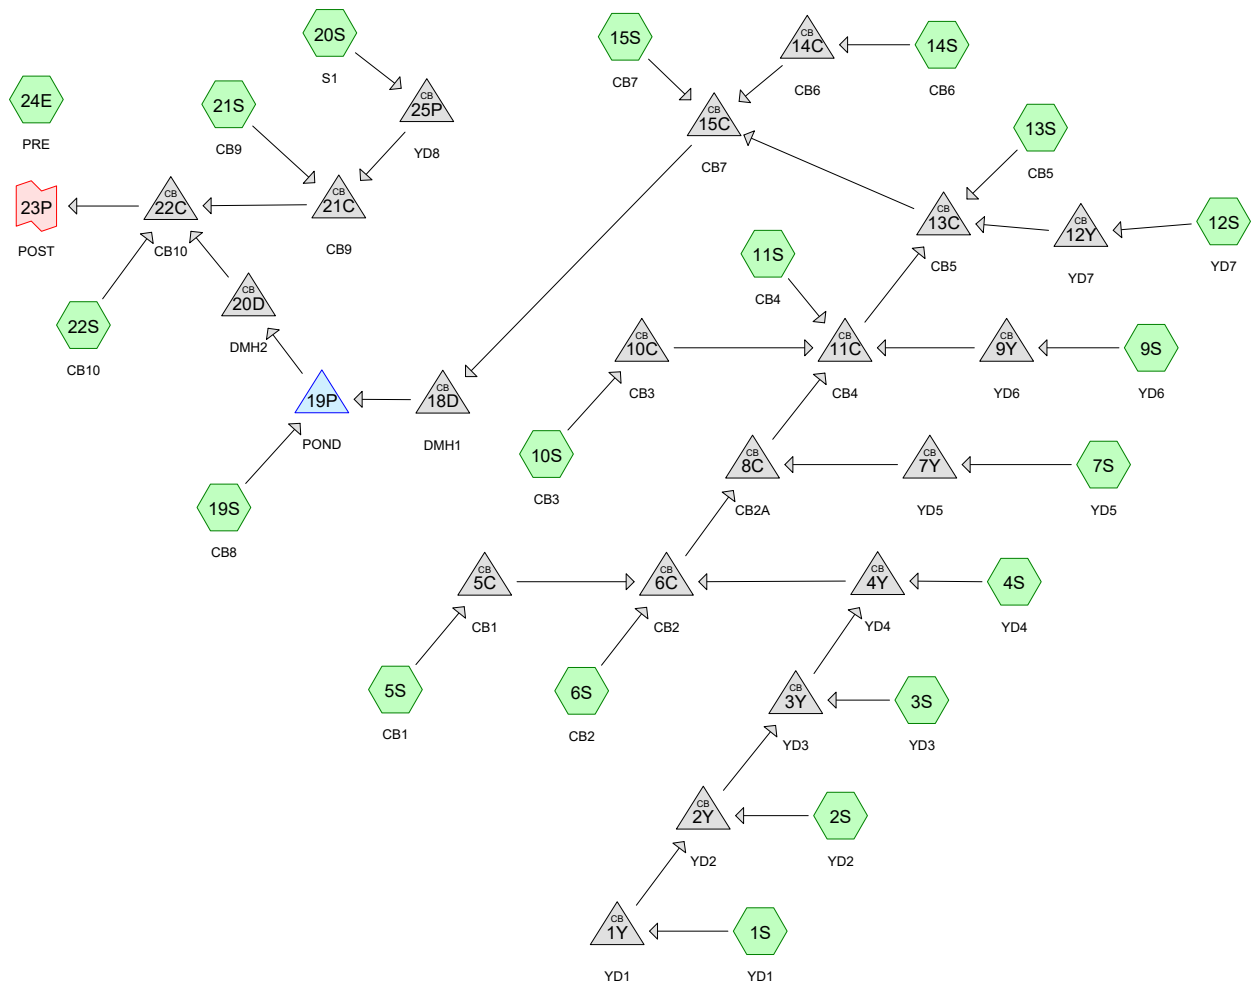 20S
S1
15S
CB7
CB
14C
CB6
14S
CB6
24E
PRE
21S
CB9
CB
25P
YD8
CB
15C
CB7
13S
CB5
23P
POST
CB
22C
CB10
CB
21C
CB9
CB
13C
CB5
CB
12Y
YD7
12S
YD7
11S
CB4
22S
CB10
CB
20D
DMH2
CB
10C
CB3
CB
11C
CB4
CB
9Y
YD6
9S
YD6
19P
POND
CB
18D
DMH1
10S
CB3
CB
8C
CB2A
CB
7Y
YD5
7S
YD5
19S
CB8
CB
5C
CB1
CB
6C
CB2
CB
4Y
YD4
4S
YD4
5S
CB1
6S
CB2
CB
3Y
YD3
3S
YD3
CB
2Y
YD2
2S
YD2
CB
1Y
YD1
1S
YD1